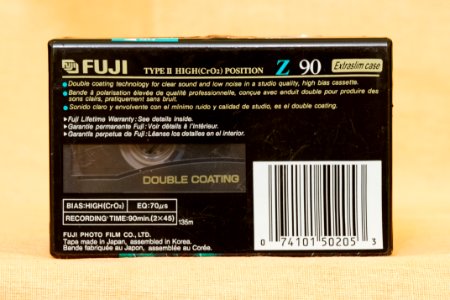 FUJI TYPE II HIGH(CrO2) POSITION Z 90 Extraslim case
Double coating technology for clear sound and low noise in a studio quality, high bias cassette.
Bande à polarisation élevée de qualité professionnelle, conçue avec enduit double pour produire des
sons clairs, pratiquement sans bruit.
Sonido claro y envolvente con el mínimo ruido y calidad de studio, es el double coating.
Fuji Lifetime Warranty: See details inside.
Garantie permanente Fuji: Voir détails à l'intérieur.
Garantía perpetua de Fuji: Léanse los detalles en el interior.
DOUBLE COATING
BIAS:HIGH(CrO2) EQ:70µs
RECORDING TIME:90min.(2×45) 135m
FUJI PHOTO FILM CO., LTD.
Tape made in Japan, assembled in Korea.
Bande fabriquée au Japon, assemblée au Corée.
0 74101 50205 3